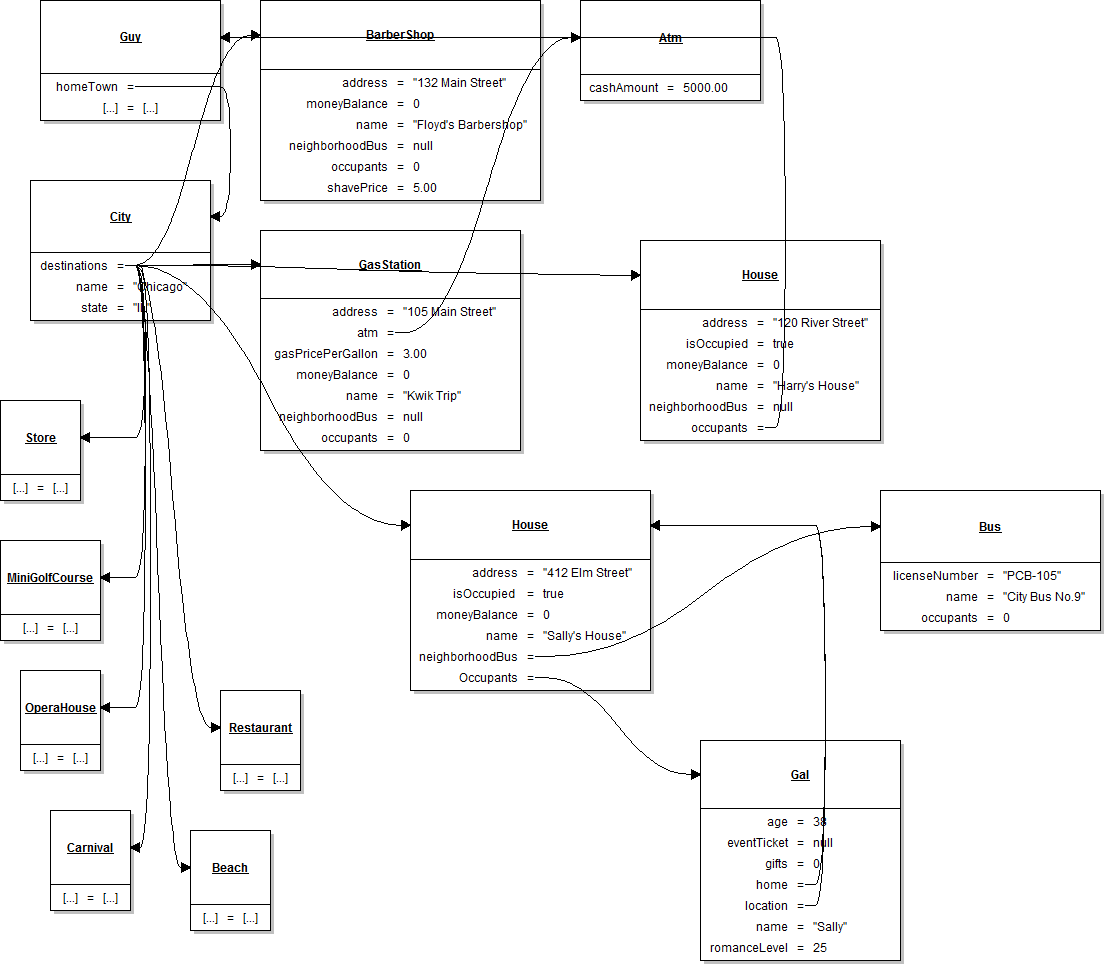 Guy
homeTown =
[...] = [...]
BarberShop
address = "132 Main Street"
moneyBalance = 0
name = "Floyd's Barbershop"
neighborhoodBus = null
occupants = 0
shavePrice = 5.00
Atm
cashAmount = 5000.00
City
destinations =
name = "Chicago"
state = "Il"
GasStation
address = "105 Main Street"
atm =
gasPricePerGallon = 3.00
moneyBalance = 0
name = "Kwik Trip"
neighborhoodBus = null
occupants = 0
House
address = "120 River Street"
isOccupied = true
moneyBalance = 0
name = "Harry's House"
neighborhoodBus = null
occupants =
Store
[...] = [...]
House
address = "412 Elm Street"
isOccupied = true
moneyBalance = 0
name = "Sally's House"
neighborhoodBus =
Occupants =
Bus
licenseNumber = "PCB-105"
name = "City Bus No.9"
occupants = 0
MiniGolfCourse
[...] = [...]
OperaHouse
[...] = [...]
Restaurant
[...] = [...]
Gal
age = 38
eventTicket = null
gifts = 0
home =
location =
name = "Sally"
romanceLevel = 25
Carnival
[...] = [...]
Beach
[...] = [...]